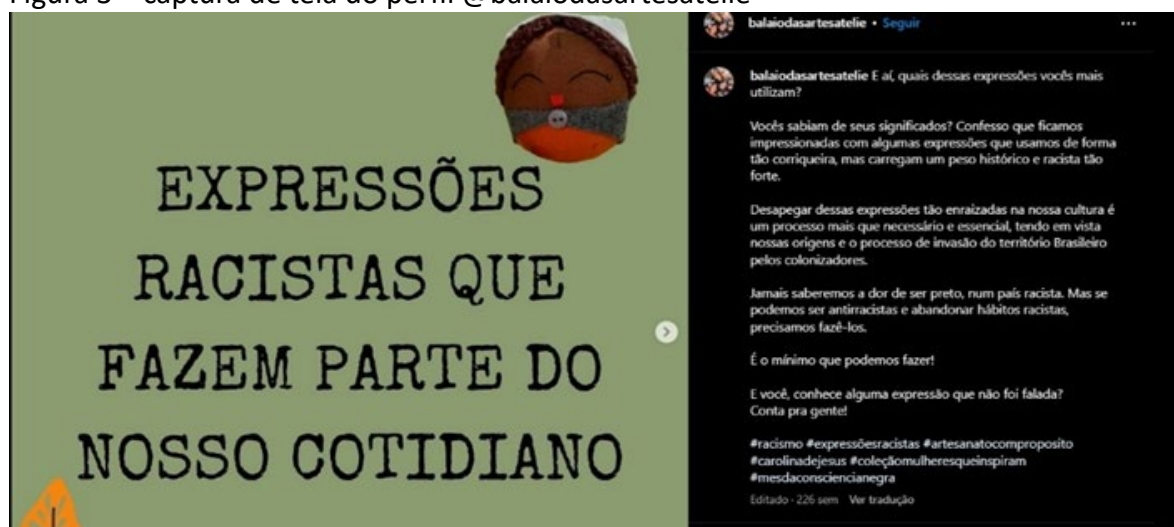 Figura 3 – captura de tela do perfil @balaiodasartesatelie
EXPRESSÕES
RACISTAS QUE
FAZEM PARTE DO
NOSSO COTIDIANO
balaiodasartesatelie • Seguir
balaiodasartesatelie E aí, quais dessas expressões vocês mais
utilizam?
Vocês sabiam de seus significados? Confesso que ficamos
impressionadas com algumas expressões que usamos de forma
tão corriqueira, mas carregam um peso histórico e racista tão
forte.
Desapegar dessas expressões tão enraizadas na nossa cultura é
um processo mais que necessário e essencial, tendo em vista
nossas origens e o processo de invasão do território Brasileiro
pelos colonizadores.
Jamais saberemos a dor de ser preto, num país racista. Mas se
podemos ser antirracistas e abandonar hábitos racistas,
precisamos fazê-los.
É o mínimo que podemos fazer!
E você, conhece alguma expressão que não foi falada?
Conta pra gente!
#racismo #expressõesracistas #artesanatocomproposito
#carolinadejesus #coleçãomulheresqueinspiram
#mesdaconsciencianegra
Editado · 226 sem Ver tradução